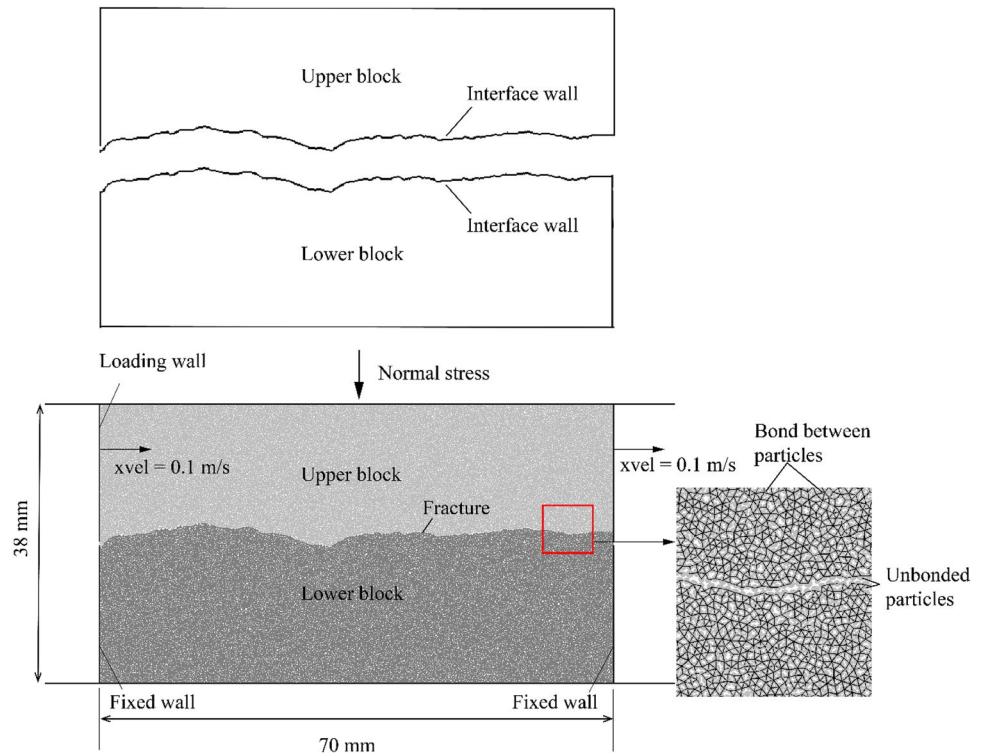 Upper block
Interface wall
Interface wall
Lower block
Loading wall
Normal stress
xvel = 0.1 m/s
xvel = 0.1 m/s
Bond between
particles
Upper block
Fracture
38 mm
Lower block
Unbonded
particles
Fixed wall
Fixed wall
70 mm